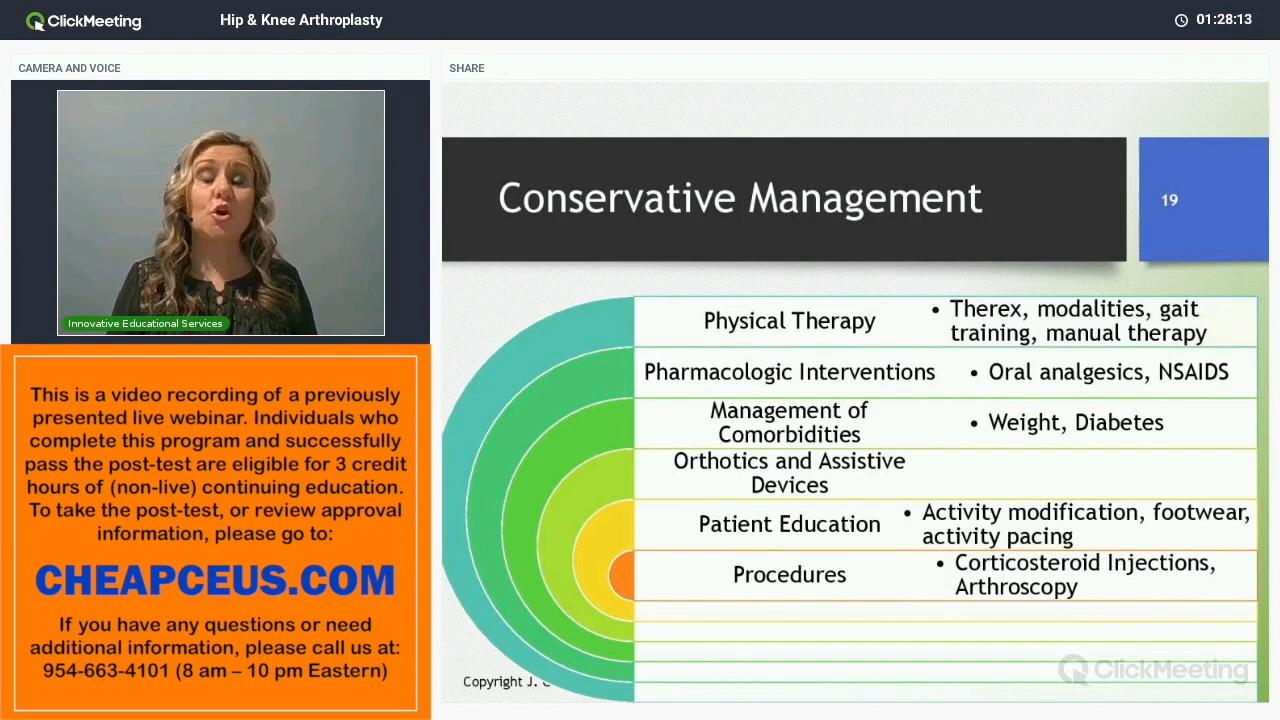 ClickMeeting
Hip & Knee Arthroplasty
01:28:13
CAMERA AND VOICE
Innovative Educational Services
This is a video recording of a previously
presented live webinar. Individuals who
complete this program and successfully
pass the post-test are eligible for 3 credit
hours of (non-live) continuing education.
To take the post-test, or review approval
information, please go to:
CHEAPCEUS.COM
If you have any questions or need
additional information, please call us at:
954-663-4101 (8 am – 10 pm Eastern)
SHARE
Conservative Management
19
Physical Therapy
• Therex, modalities, gait
training, manual therapy
Pharmacologic Interventions
• Oral analgesics, NSAIDS
Management of
Comorbidities
• Weight, Diabetes
Orthotics and Assistive
Devices
Patient Education
• Activity modification, footwear,
activity pacing
Procedures
• Corticosteroid Injections,
Arthroscopy
Copyright J.
ClickMeeting